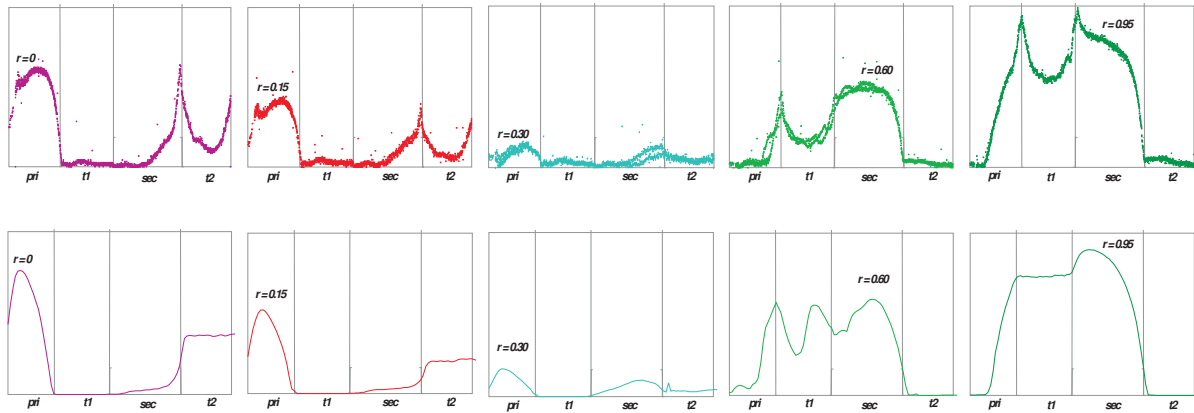 r = 0
pri t1 sec t2
r = 0.15
pri t1 sec t2
r = 0.30
pri t1 sec t2
r = 0.60
pri t1 sec t2
r = 0.95
pri t1 sec t2
r = 0
pri t1 sec t2
r = 0.15
pri t1 sec t2
r = 0.30
pri t1 sec t2
r = 0.60
pri t1 sec t2
r = 0.95
pri t1 sec t2